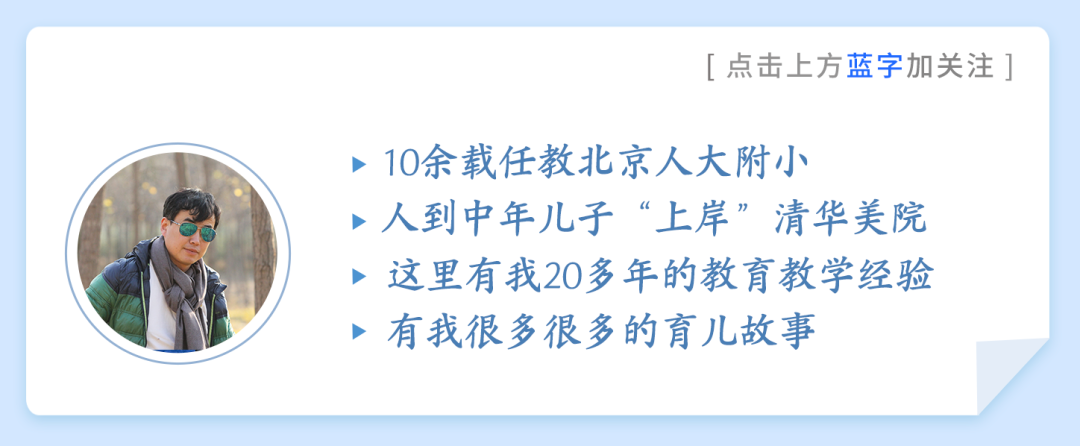 [ 点击上方蓝字加关注 ]
10余载任教北京人大附小
人到中年儿子“上岸”清华美院
这里有我20多年的教育教学经验
有我很多很多的育儿故事